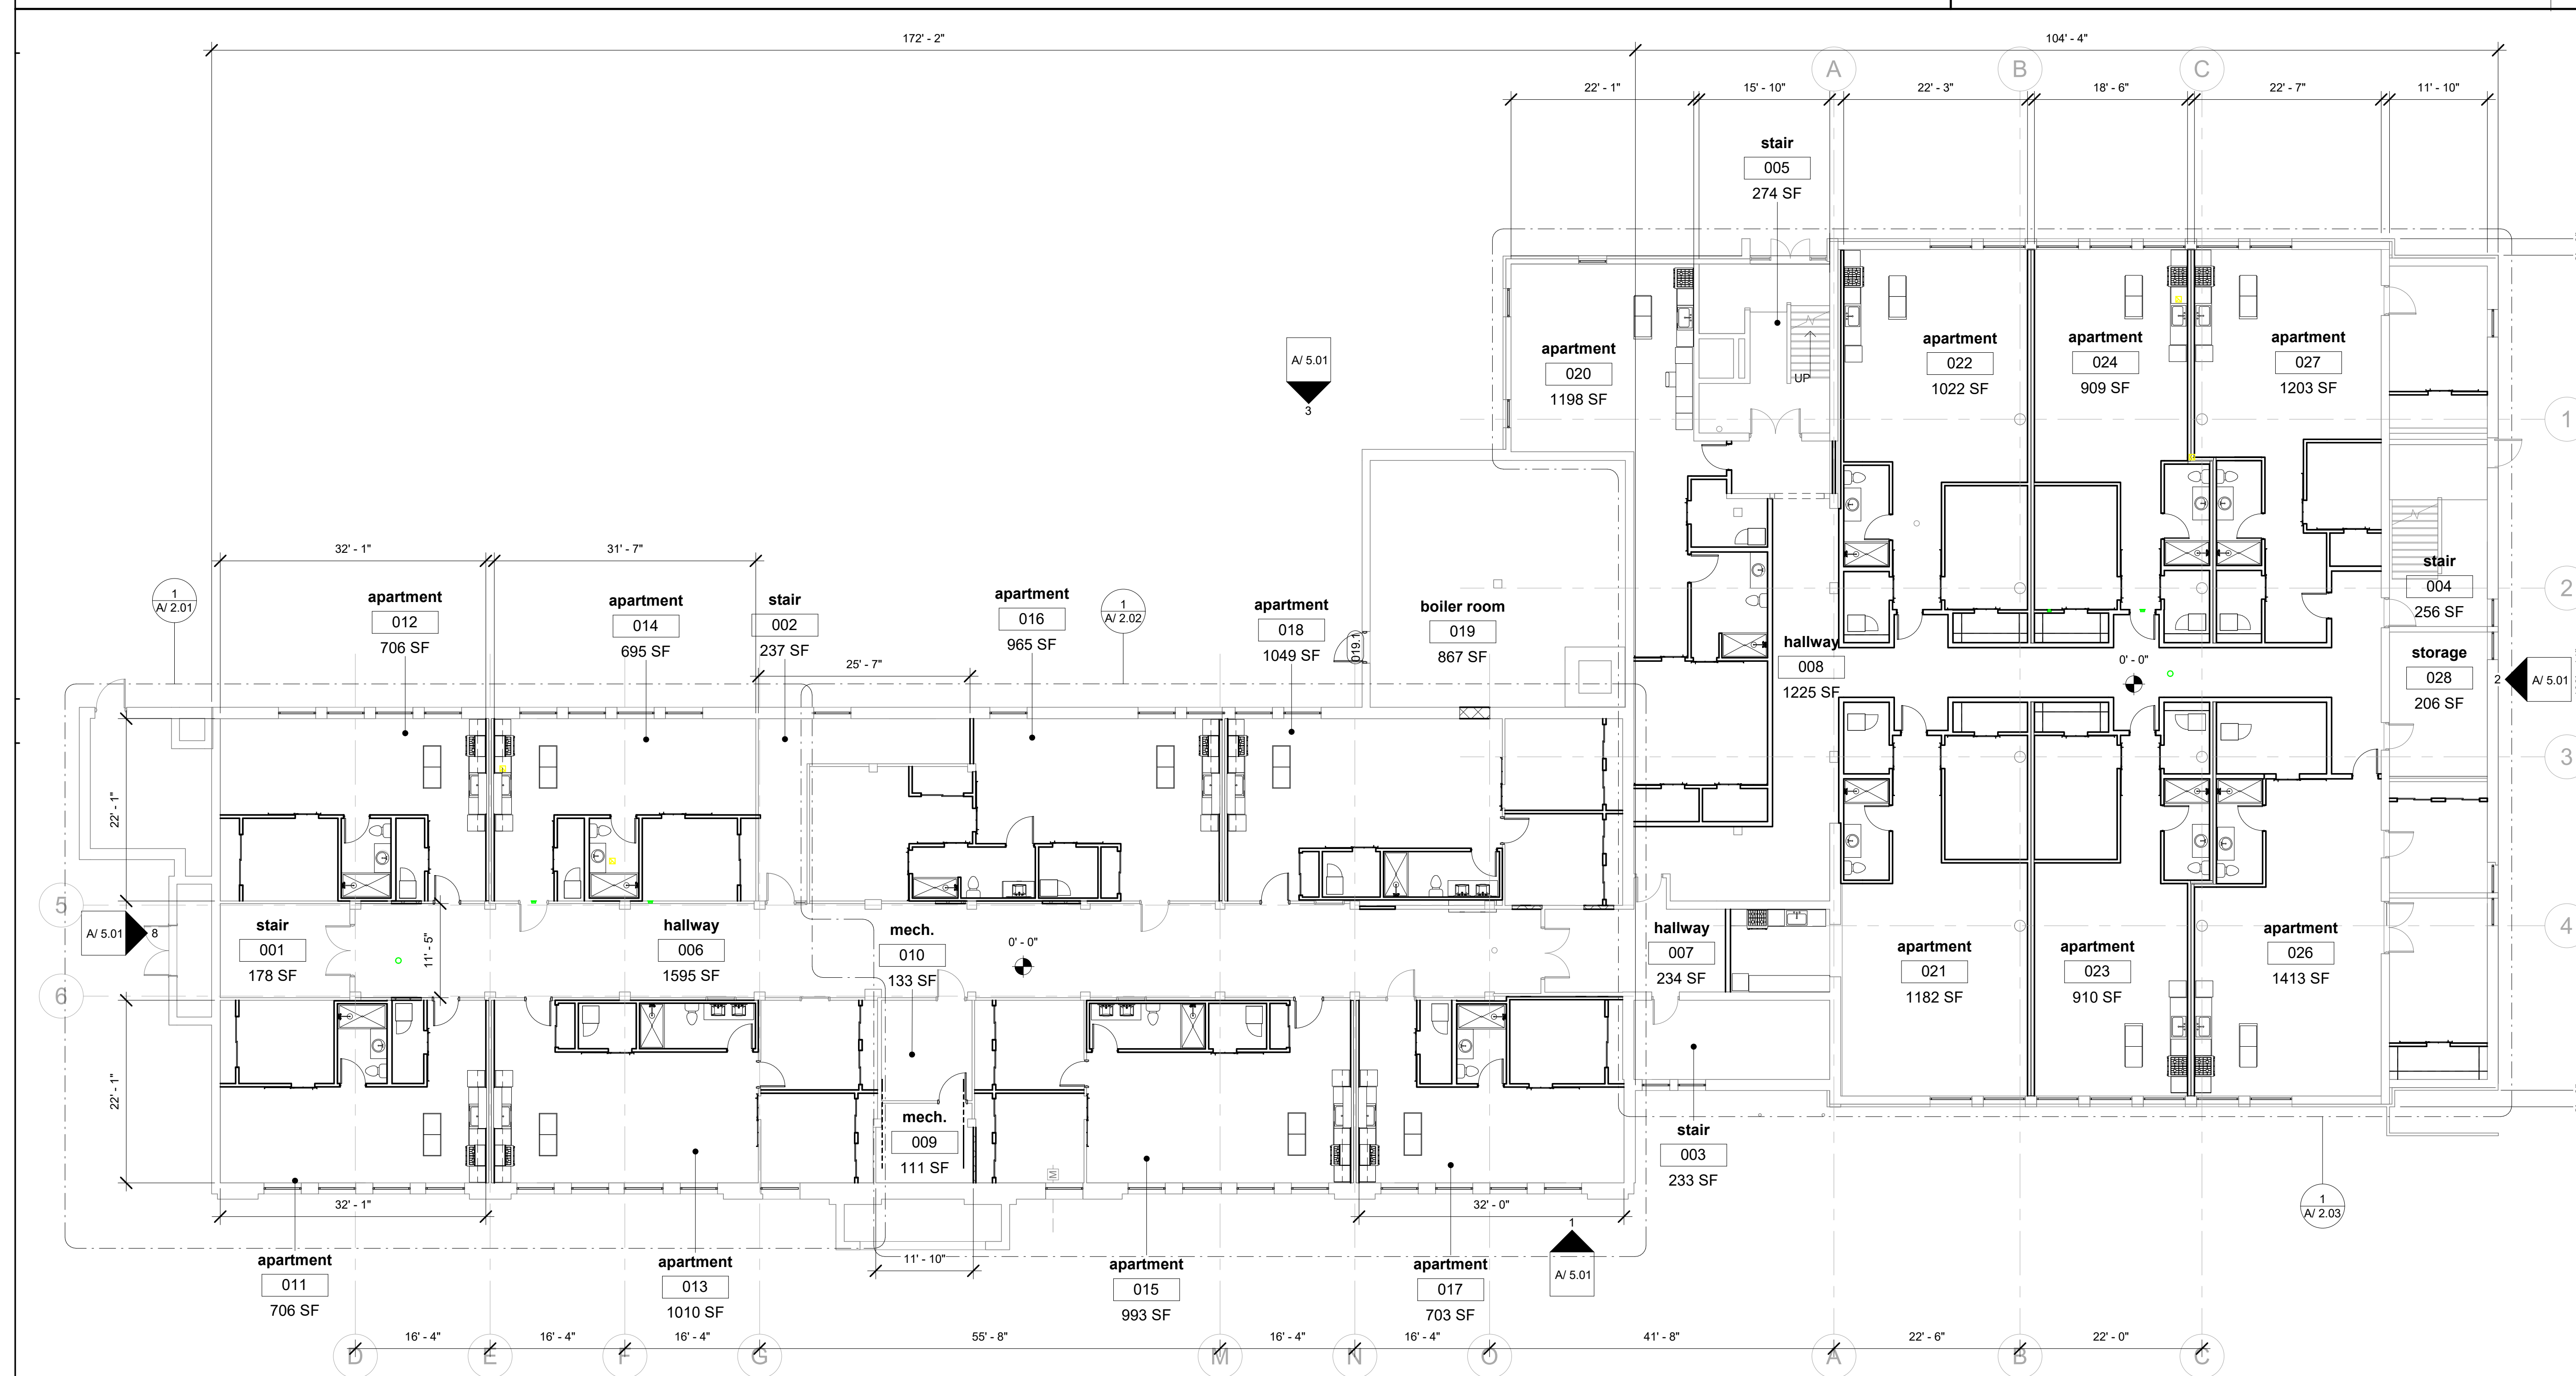 172' - 2"
104' - 4"
A
B
C
22' - 1"
15' - 10"
22' - 3"
18' - 6"
22' - 7"
11' - 10"
stair
005
274 SF
A/ 5.01
3
apartment
020
1198 SF
UP
apartment
022
1022 SF
apartment
024
909 SF
apartment
027
1203 SF
1
32' - 1"
31' - 7"
1
A/ 2.01
apartment
012
706 SF
apartment
014
695 SF
stair
002
237 SF
apartment
016
965 SF
1
A/ 2.02
apartment
018
1049 SF
019.1
boiler room
019
867 SF
hallway
008
1225 SF
stair
004
256 SF
2
0' - 0"
storage
028
206 SF
2
A/ 5.01
25' - 7"
3
22' - 1"
5
A/ 5.01
8
stair
001
178 SF
11' - 5"
hallway
006
1595 SF
mech.
010
133 SF
0' - 0"
hallway
007
234 SF
apartment
021
1182 SF
apartment
023
910 SF
apartment
026
1413 SF
4
6
22' - 1"
mech.
009
111 SF
M
stair
003
233 SF
32' - 1"
32' - 0"
1
A/ 5.01
1
A/ 2.03
11' - 10"
apartment
011
706 SF
apartment
013
1010 SF
apartment
015
993 SF
apartment
017
703 SF
16' - 4"
16' - 4"
16' - 4"
55' - 8"
16' - 4"
16' - 4"
41' - 8"
22' - 6"
22' - 0"
D
E
F
G
M
N
O
A
B
C